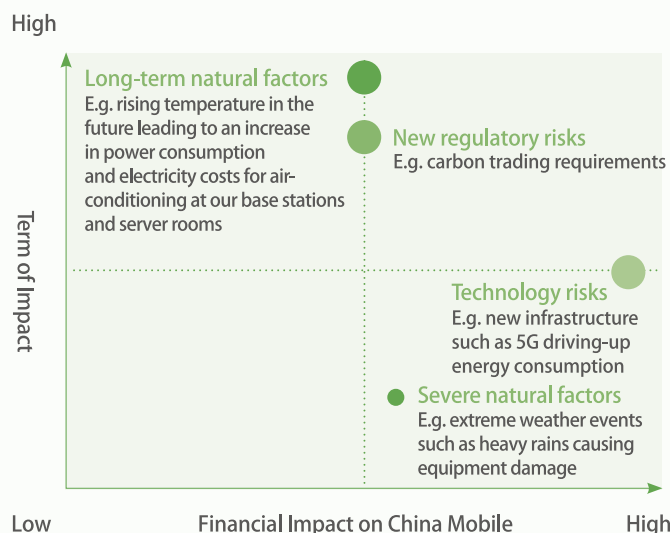 High
Long-term natural factors
E.g. rising temperature in the
future leading to an increase
in power consumption
and electricity costs for air-
conditioning at our base stations
and server rooms
New regulatory risks
E.g. carbon trading requirements
Term of Impact
Technology risks
E.g. new infrastructure
such as 5G driving-up
energy consumption
Severe natural factors
E.g. extreme weather events
such as heavy rains causing
equipment damage
Low
Financial Impact on China Mobile
High